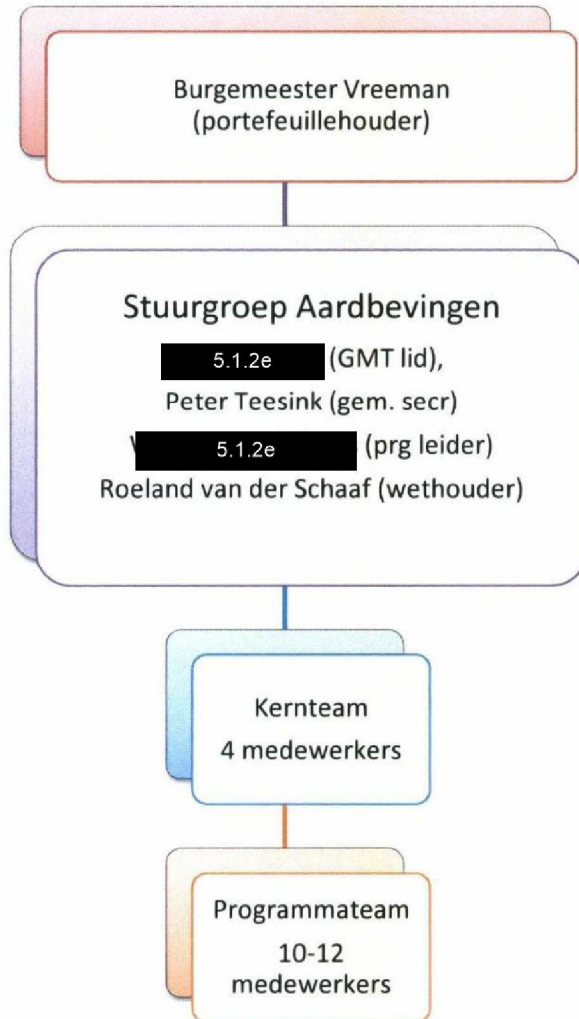 Burgemeester Vreeman
(portefeuillehouder)
Stuurgroep Aardbevingen
5.1.2e (GMT lid),
Peter Teesink (gem. secr)
5.1.2e (prg leider)
Roeland van der Schaaf (wethouder)
Kernteam
4 medewerkers
Programmateam
10-12
medewerkers